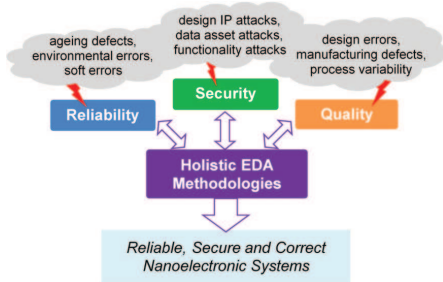 ageing defects,
environmental errors,
soft errors
design IP attacks,
data asset attacks,
functionality attacks
design errors,
manufacturing defects,
process variability
Reliability
Security
Quality
Holistic EDA
Methodologies
Reliable, Secure and Correct
Nanoelectronic Systems